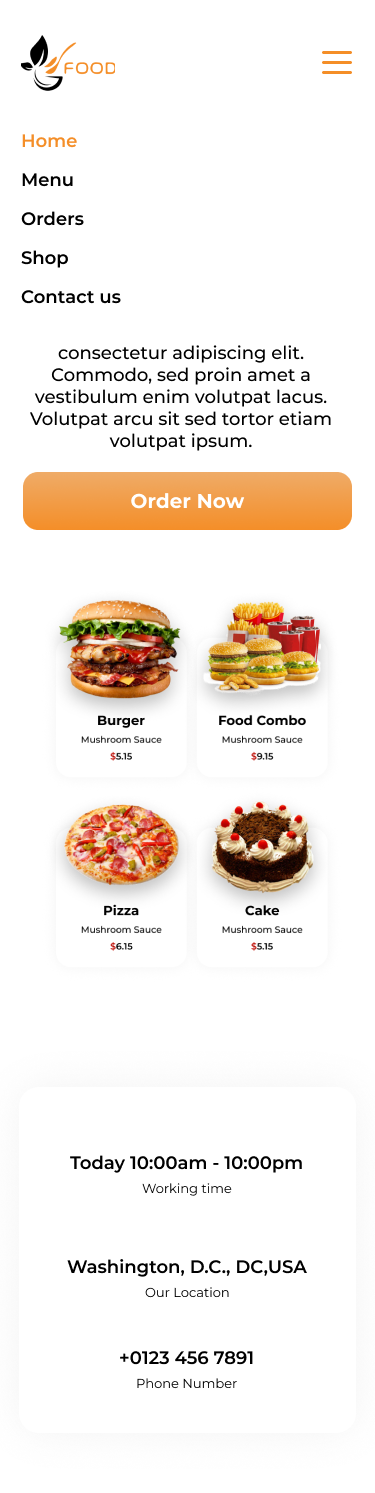 FOOD
Home
Menu
Orders
Shop
Contact us
consectetur adipiscing elit.
Commodo, sed proin amet a
vestibulum enim volutpat lacus.
Volutpat arcu sit sed tortor etiam
volutpat ipsum.
Order Now
Burger
Mushroom Sauce
$5.15
Food Combo
Mushroom Sauce
$9.15
Pizza
Mushroom Sauce
$6.15
Cake
Mushroom Sauce
$5.15
Today 10:00am - 10:00pm
Working time
Washington, D.C., DC,USA
Our Location
+0123 456 7891
Phone Number